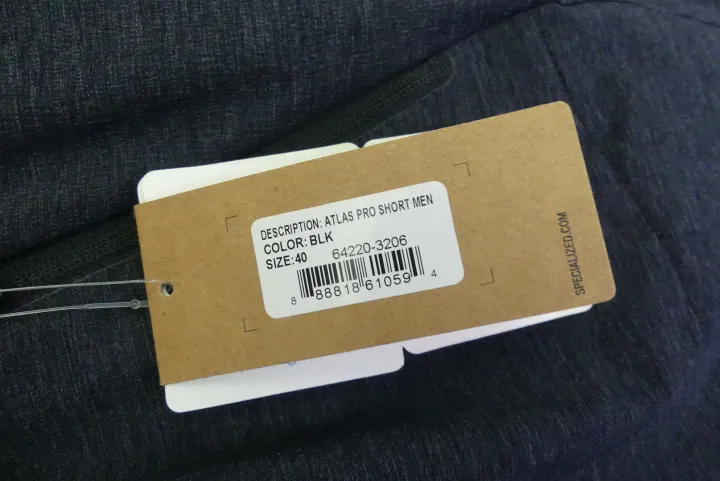 DESCRIPTION: ATLAS PRO SHORT MEN
COLOR: BLK
SIZE: 40
64220-3206
8 88818 61059 4
SPECIALIZED.COM